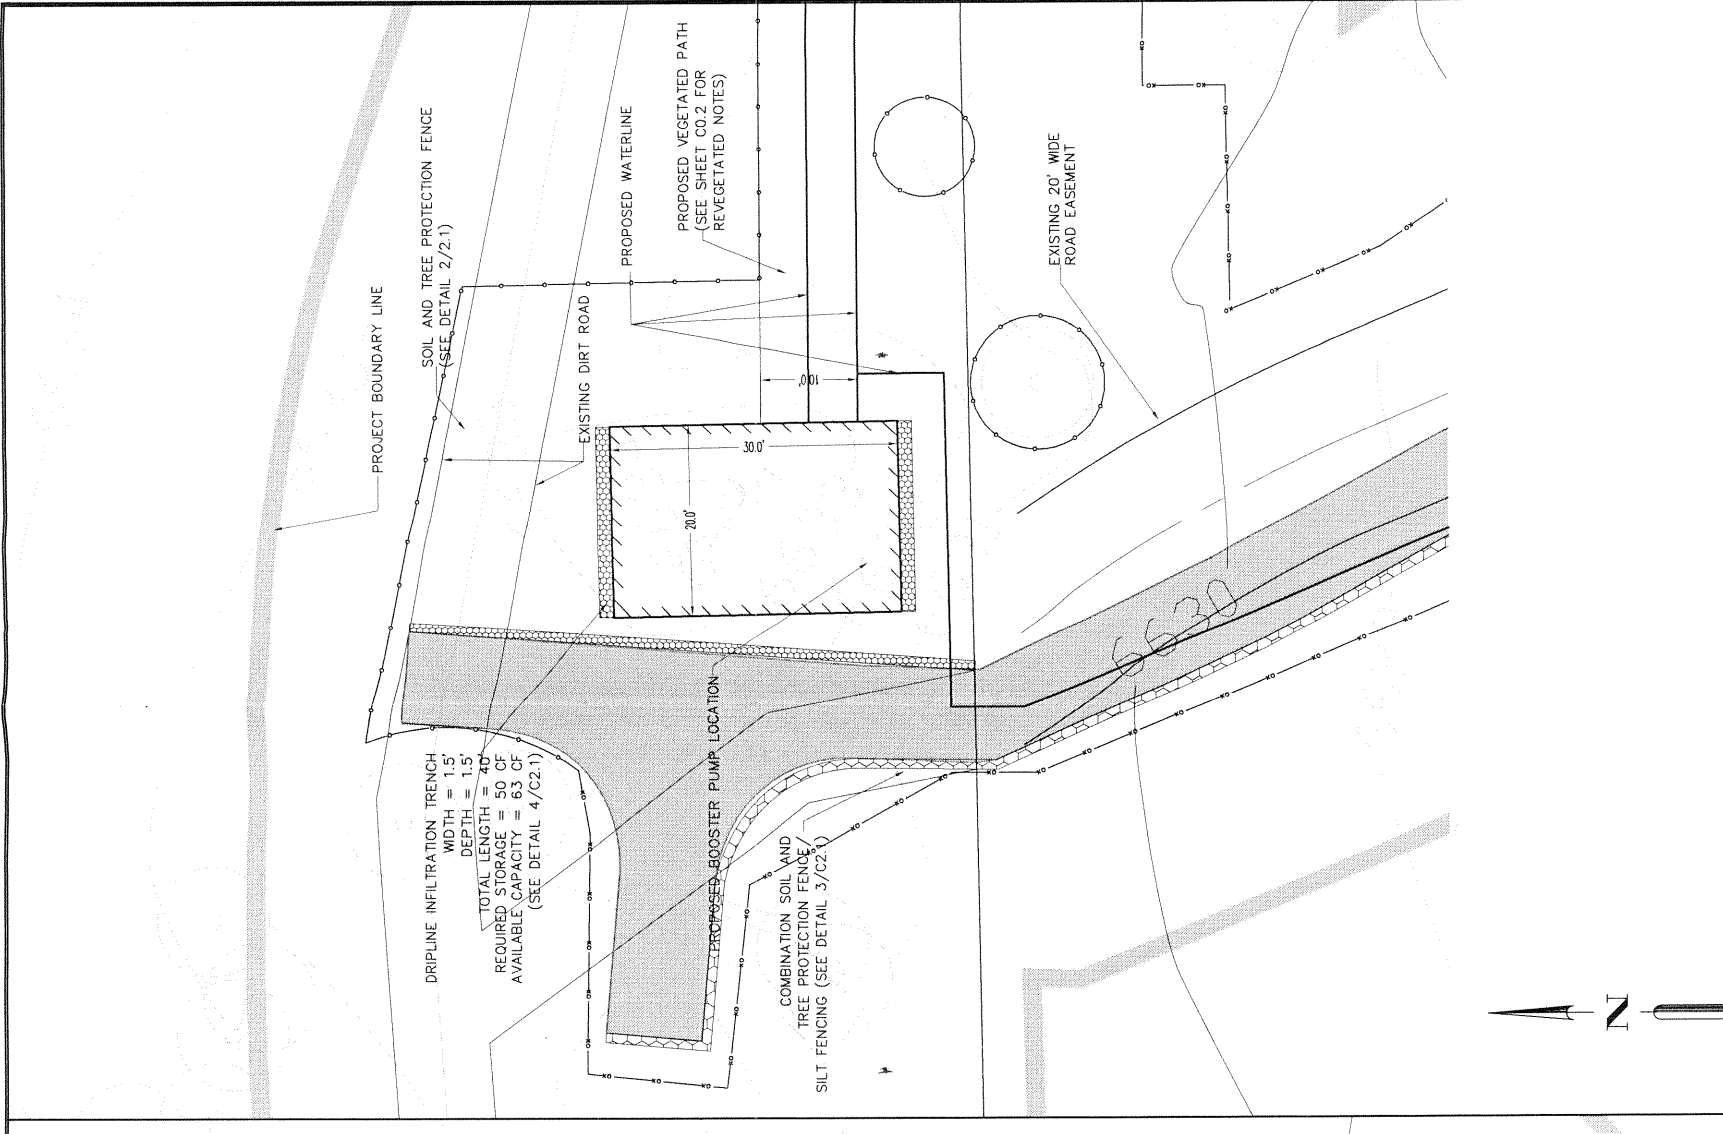 PROJECT BOUNDARY LINE
SOIL AND TREE PROTECTION FENCE
(SEE DETAIL 2/2.1)
EXISTING DIRT ROAD
PROPOSED WATERLINE
PROPOSED VEGETATED PATH
(SEE SHEET C0.2 FOR
REVEGETATED NOTES)
EXISTING 20' WIDE
ROAD EASEMENT
10.0'
30.0'
20.0'
6630
DRIPLINE INFILTRATION TRENCH
WIDTH = 1.5'
DEPTH = 1.5'
TOTAL LENGTH = 40'
REQUIRED STORAGE = 50 CF
AVAILABLE CAPACITY = 63 CF
(SEE DETAIL 4/C2.1)
PROPOSED BOOSTER PUMP LOCATION
COMBINATION SOIL AND
TREE PROTECTION FENCE/
SILT FENCING (SEE DETAIL 3/C2.1)
N